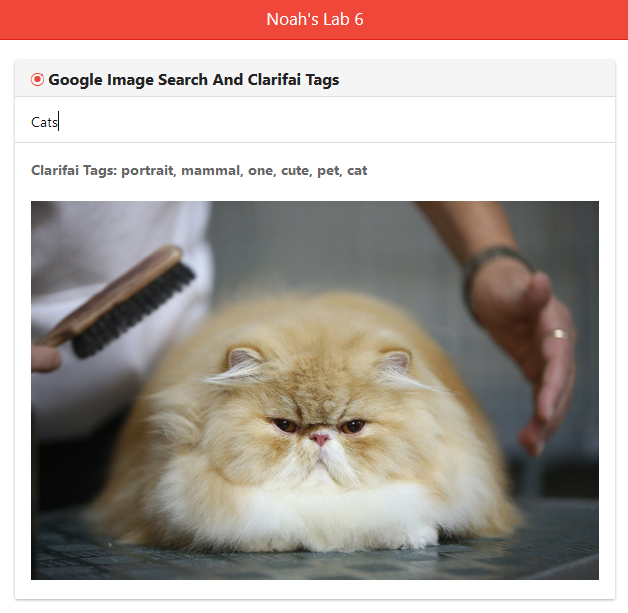 Noah's Lab 6
Google Image Search And Clarifai Tags
Cats
Clarifai Tags: portrait, mammal, one, cute, pet, cat